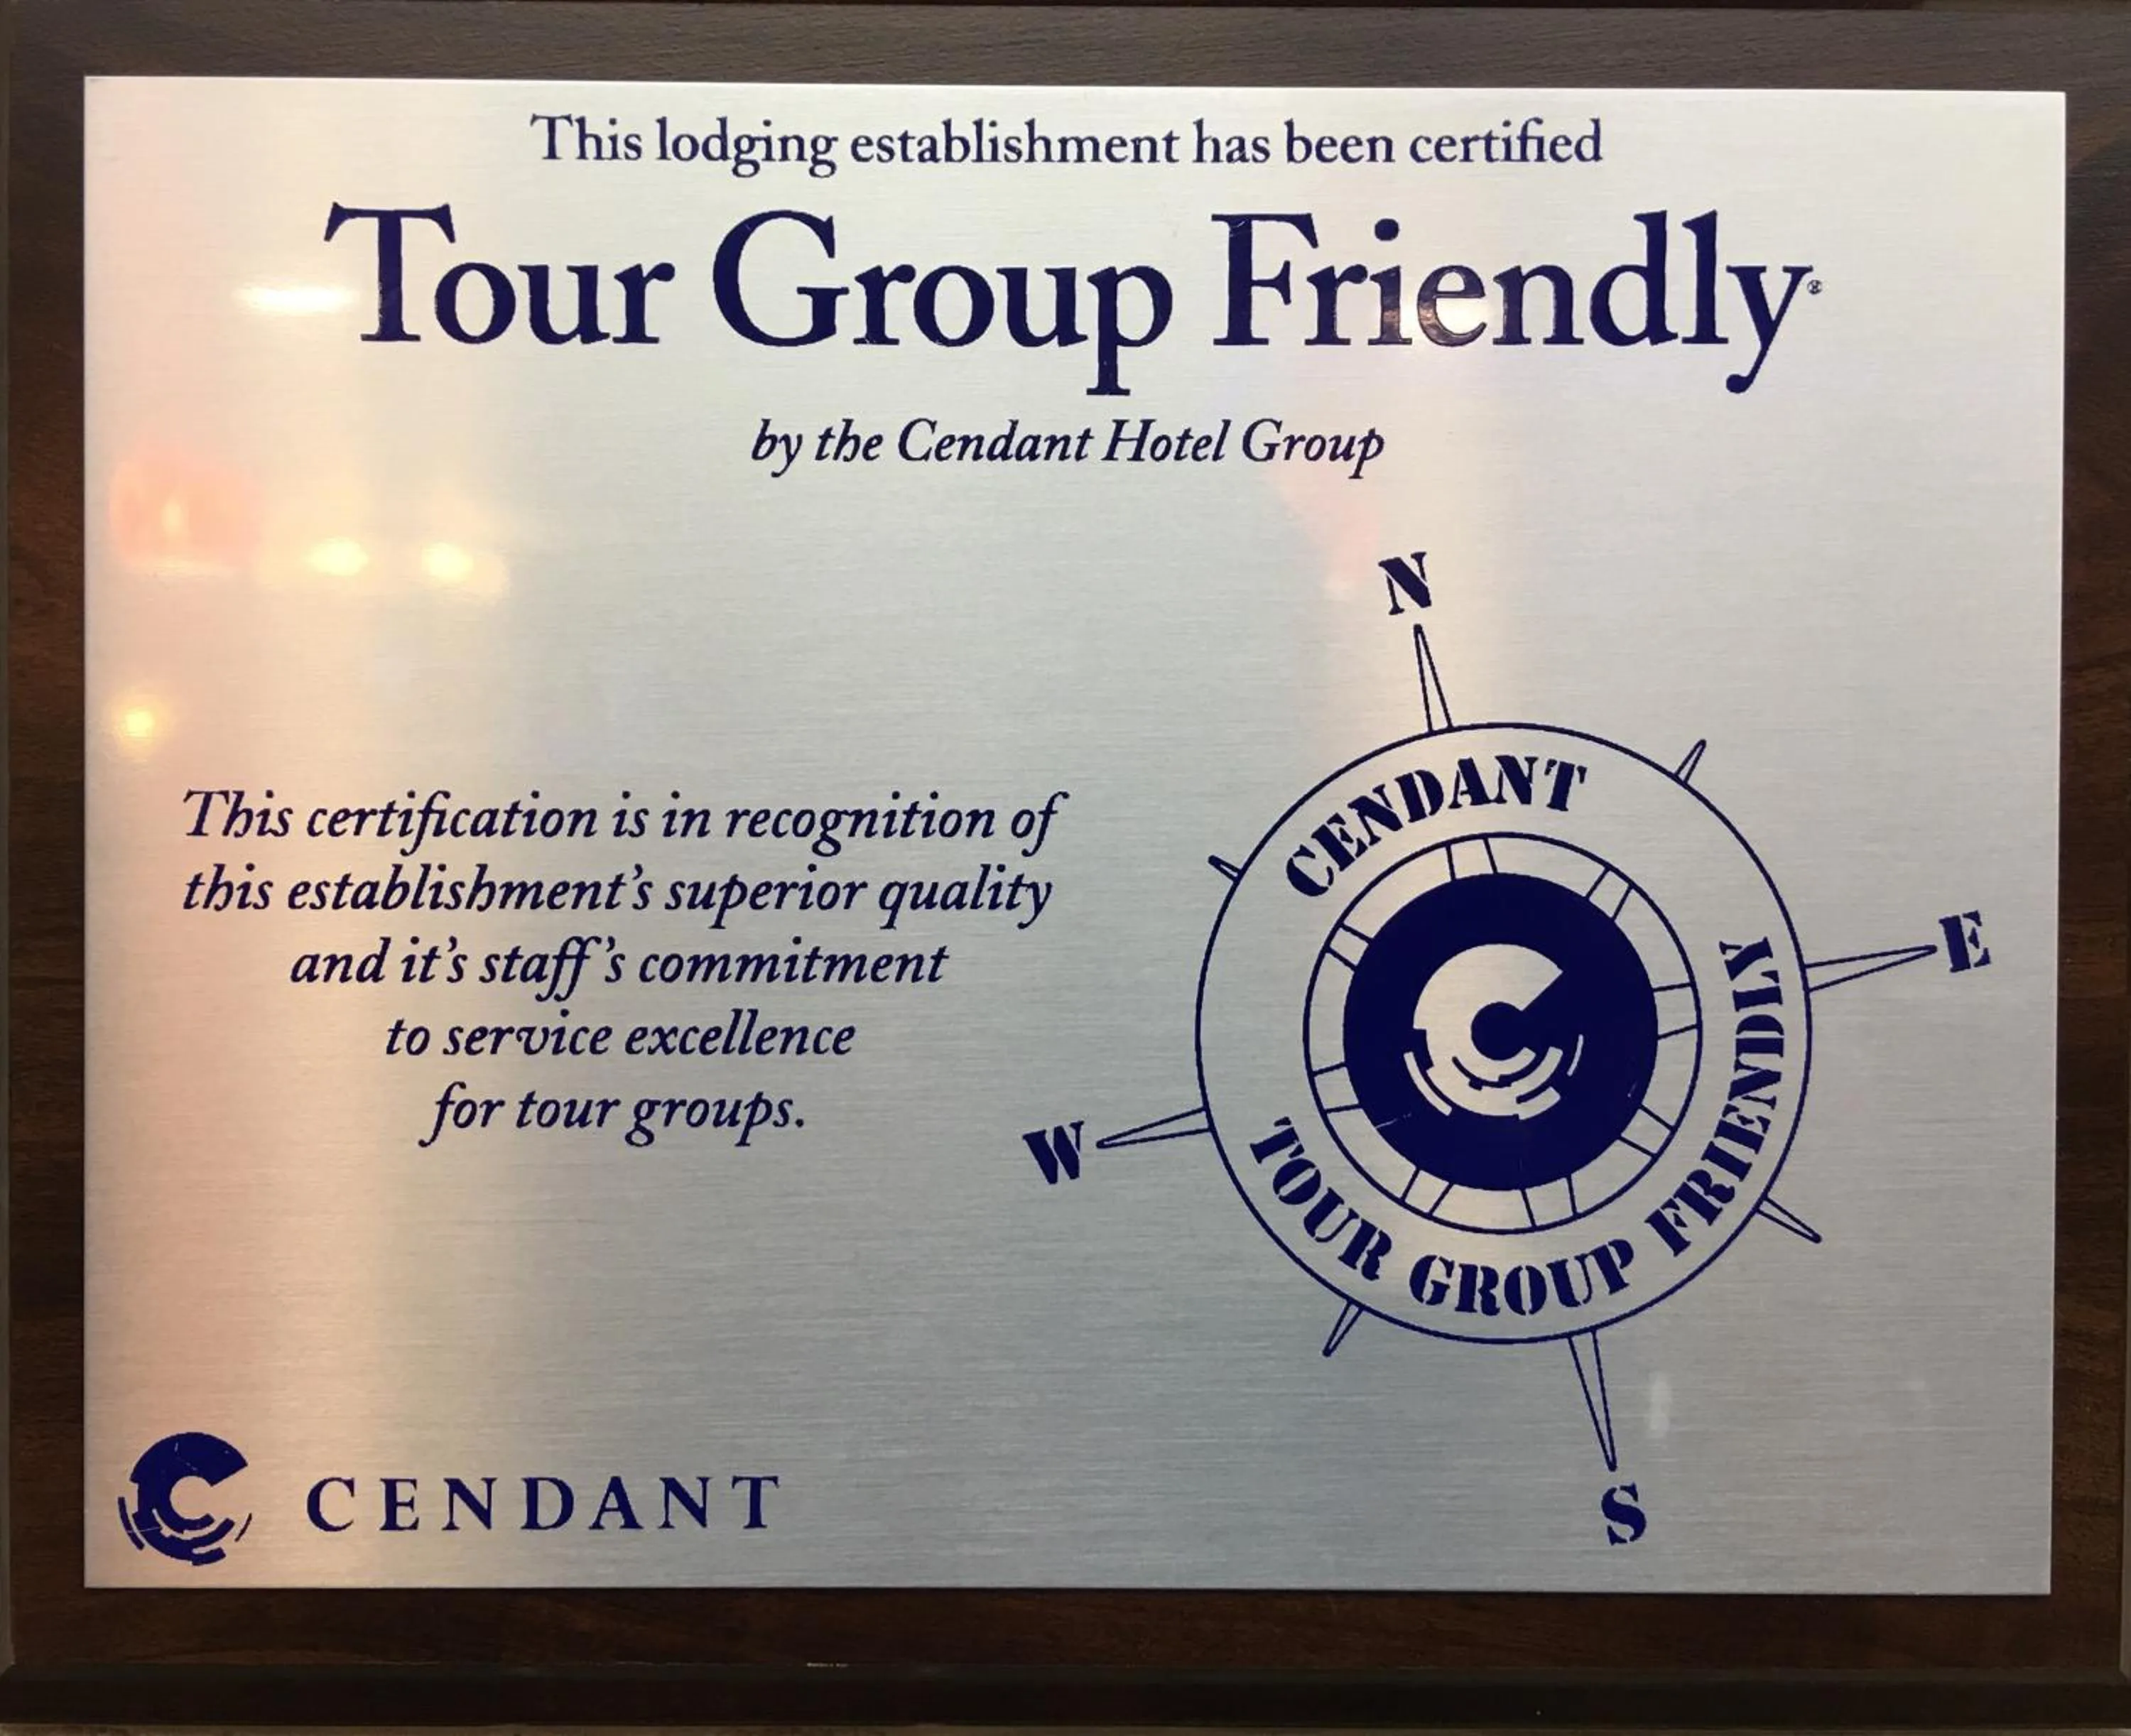 This lodging establishment has been certified
Tour Group Friendly®
by the Cendant Hotel Group
This certification is in recognition of
this establishment's superior quality
and it's staff's commitment
to service excellence
for tour groups.
N
E
S
W
CENDANT
TOUR GROUP FRIENDLY
C
C CENDANT